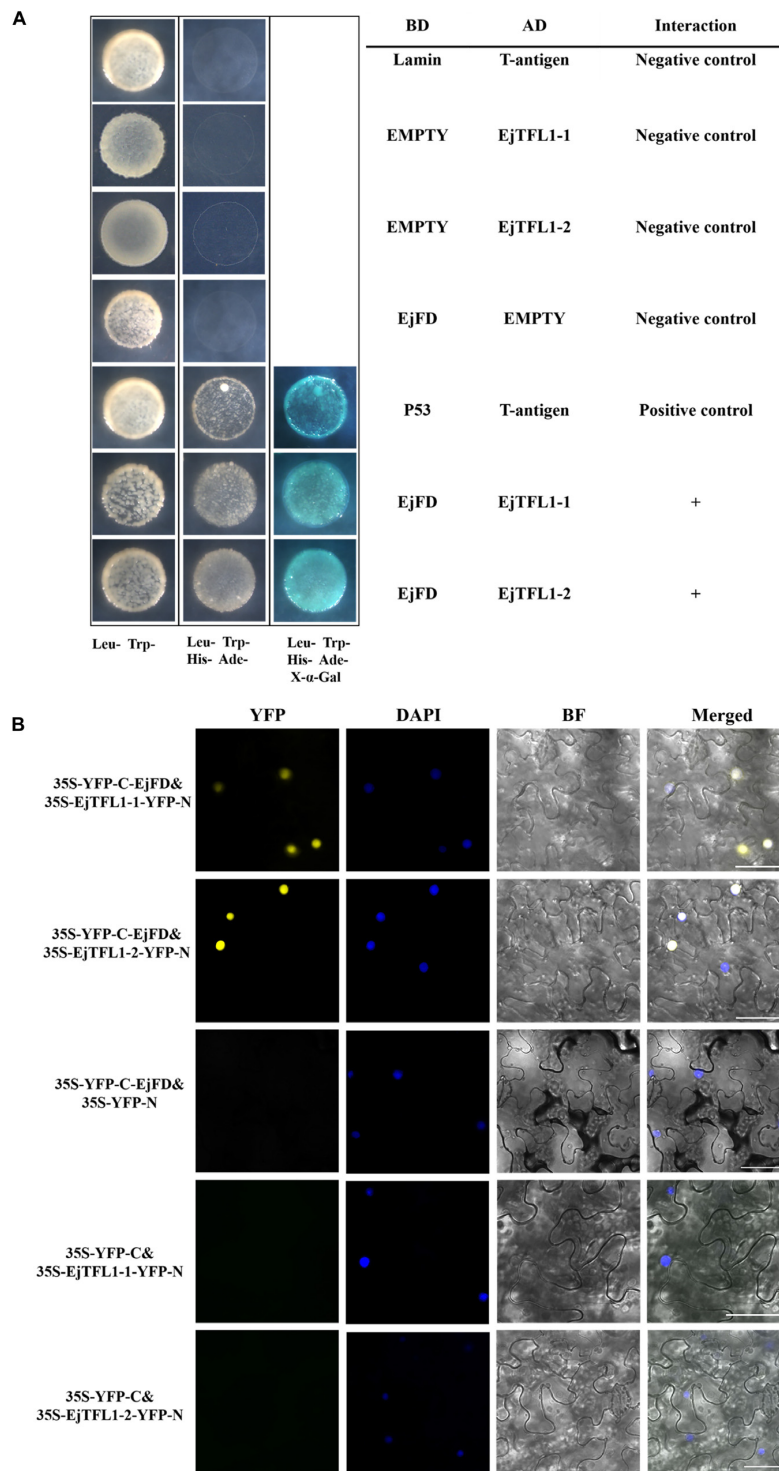 A
BD AD Interaction
Lamin T-antigen Negative control
EMPTY EjTFL1-1 Negative control
EMPTY EjTFL1-2 Negative control
EjFD EMPTY Negative control
P53 T-antigen Positive control
EjFD EjTFL1-1 +
EjFD EjTFL1-2 +
Leu- Trp-
Leu- Trp-
His- Ade-
Leu- Trp-
His- Ade-
X-α-Gal
B
YFP DAPI BF Merged
35S-YFP-C-EjFD&
35S-EjTFL1-1-YFP-N
35S-YFP-C-EjFD&
35S-EjTFL1-2-YFP-N
35S-YFP-C-EjFD&
35S-YFP-N
35S-YFP-C&
35S-EjTFL1-1-YFP-N
35S-YFP-C&
35S-EjTFL1-2-YFP-N